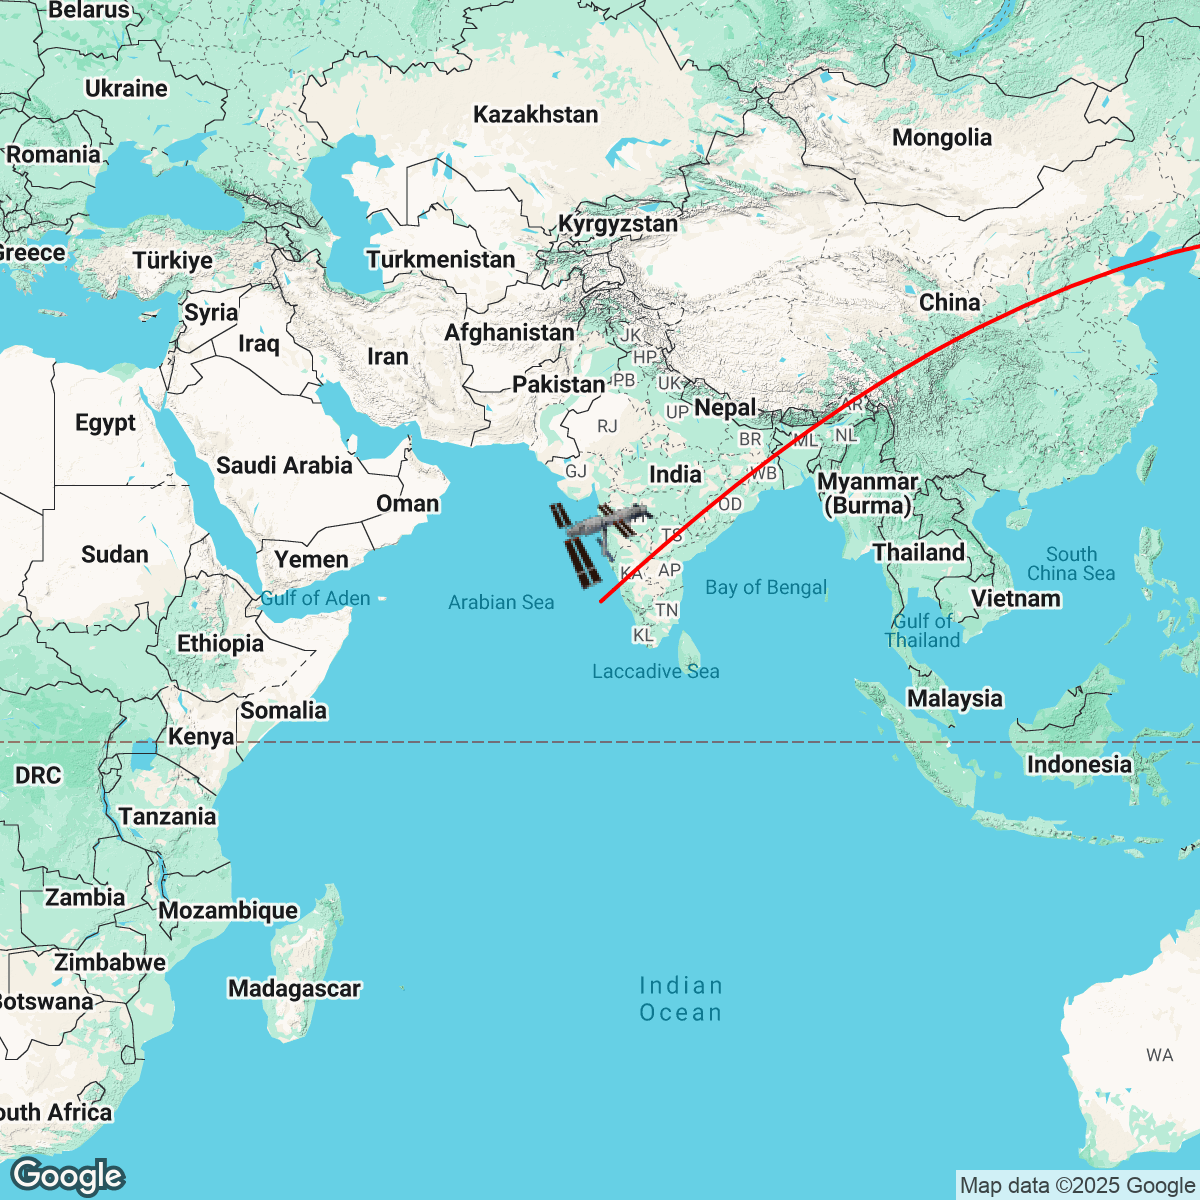 Belarus
Ukraine
Kazakhstan
Mongolia
Romania
Kyrgyzstan
Greece
Türkiye
Turkmenistan
China
Syria
Afghanistan
JK
Iraq
Iran
HP
Pakistan
PB
UK
Nepal
AR
UP
Egypt
RJ
BR
ML
NL
Saudi Arabia
GJ
India
WB
Myanmar
(Burma)
Oman
OD
TS
Sudan
Yemen
Thailand
South
China Sea
KA
AP
Bay of Bengal
Gulf of Aden
Arabian Sea
TN
Vietnam
Gulf of
Thailand
Ethiopia
KL
Laccadive Sea
Malaysia
Somalia
Kenya
DRC
Indonesia
Tanzania
Zambia
Mozambique
Zimbabwe
Madagascar
Indian
Ocean
Botswana
WA
South Africa
Google
Map data ©2025 Google